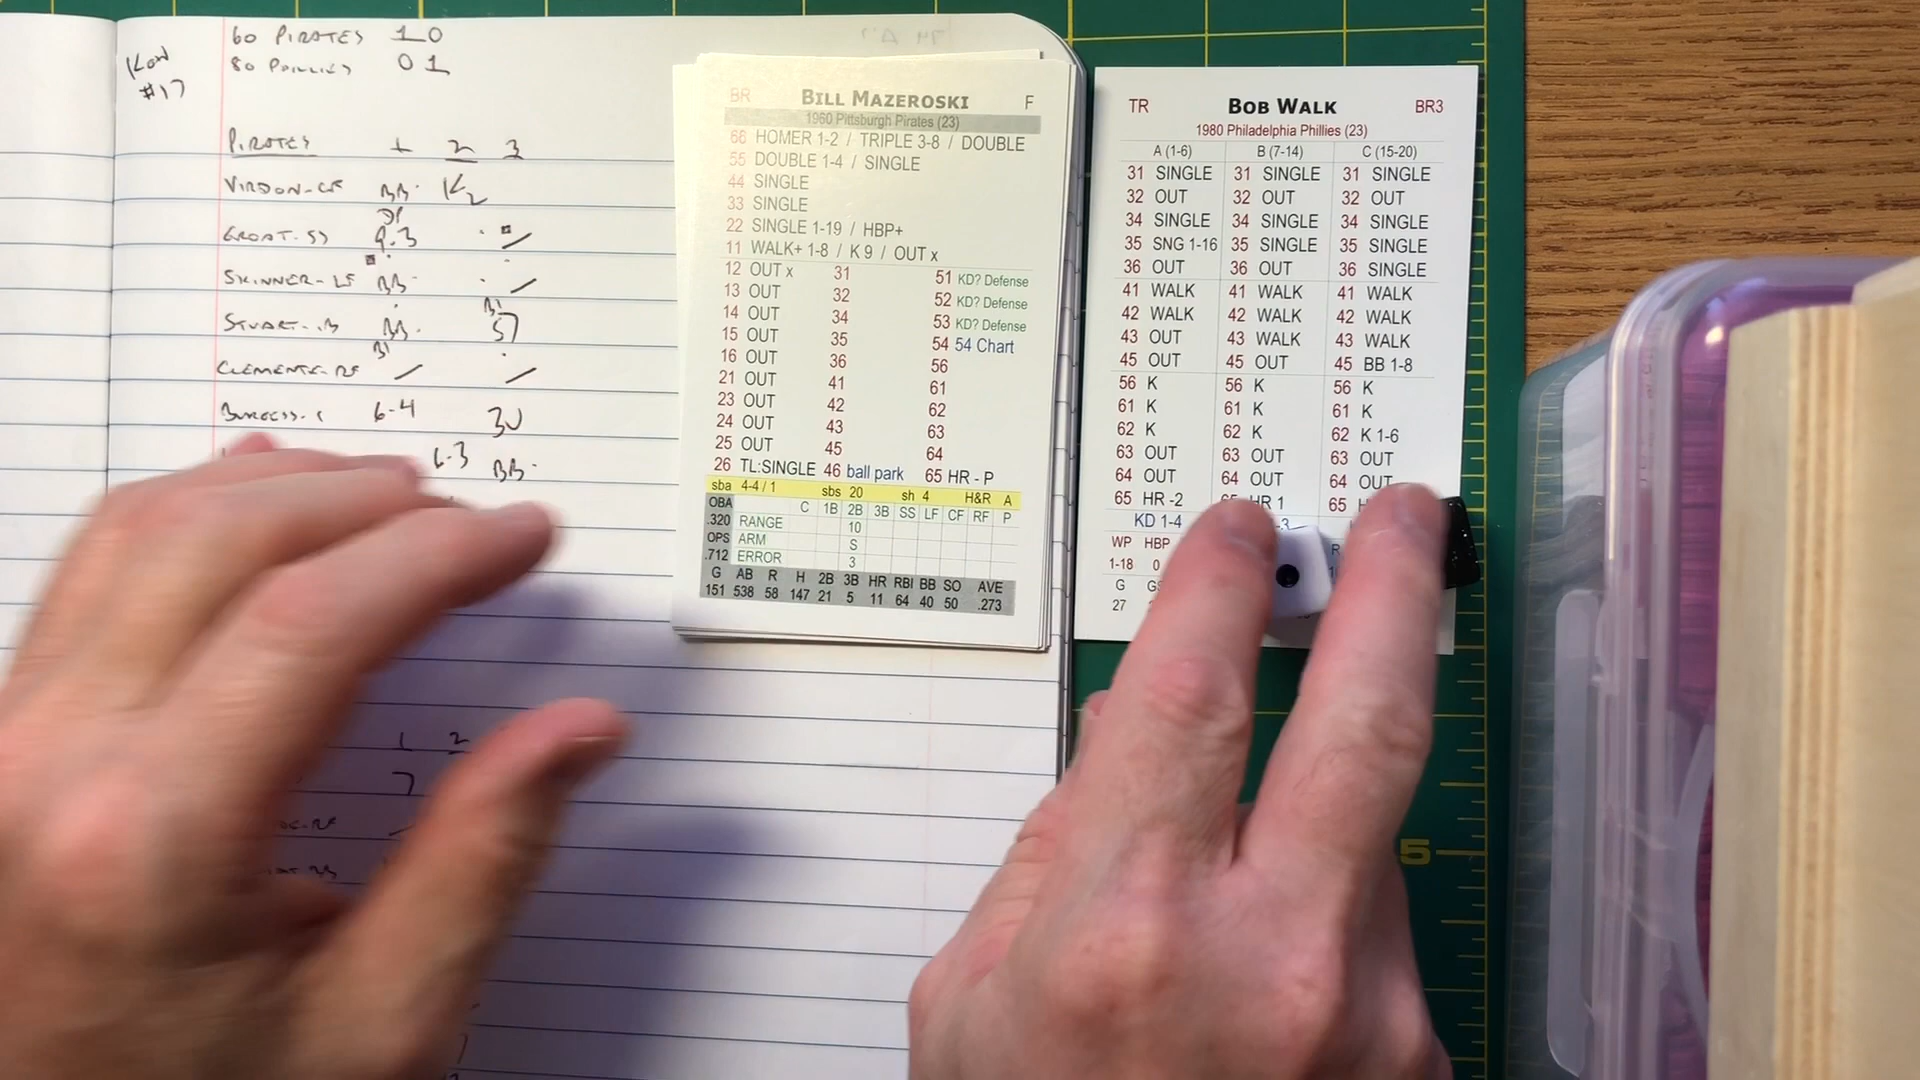 60 PIRATES 1 0
80 PHILLIES 0 1
#17
PIRATES 1 2 3
VIRDON-CF BB K2
GROAT-SS 9-3
SKINNER-LF BB
STUART-1B BB 57
CLEMENTE-RF
BURGESS-C 6-4 3U
6-3 BB
1 2
7
BR BILL MAZEROSKI F
1960 Pittsburgh Pirates (23)
66 HOMER 1-2 / TRIPLE 3-8 / DOUBLE
55 DOUBLE 1-4 / SINGLE
44 SINGLE
33 SINGLE
22 SINGLE 1-19 / HBP+
11 WALK+ 1-8 / K 9 / OUT x
12 OUT x 31 51 KD? Defense
13 OUT 32 52 KD? Defense
14 OUT 34 53 KD? Defense
15 OUT 35 54 54 Chart
16 OUT 36 56
21 OUT 41 61
23 OUT 42 62
24 OUT 43 63
25 OUT 45 64
26 TL:SINGLE 46 ball park 65 HR - P
sba 4-4 / 1 sbs 20 sh 4 H&R A
OBA C 1B 2B 3B SS LF CF RF P
.320 RANGE 10
OPS ARM S
.712 ERROR 3
G AB R H 2B 3B HR RBI BB SO AVE
151 538 58 147 21 5 11 64 40 50 .273
TR BOB WALK BR3
1980 Philadelphia Phillies (23)
A (1-6) B (7-14) C (15-20)
31 SINGLE 31 SINGLE 31 SINGLE
32 OUT 32 OUT 32 OUT
34 SINGLE 34 SINGLE 34 SINGLE
35 SNG 1-16 35 SINGLE 35 SINGLE
36 OUT 36 OUT 36 SINGLE
41 WALK 41 WALK 41 WALK
42 WALK 42 WALK 42 WALK
43 OUT 43 WALK 43 WALK
45 OUT 45 OUT 45 BB 1-8
56 K 56 K 56 K
61 K 61 K 61 K
62 K 62 K 62 K 1-6
63 OUT 63 OUT 63 OUT
64 OUT 64 OUT 64 OUT
65 HR -2 65 HR 1 65
KD 1-4 -3
WP HBP
1-18 0
G
27
5